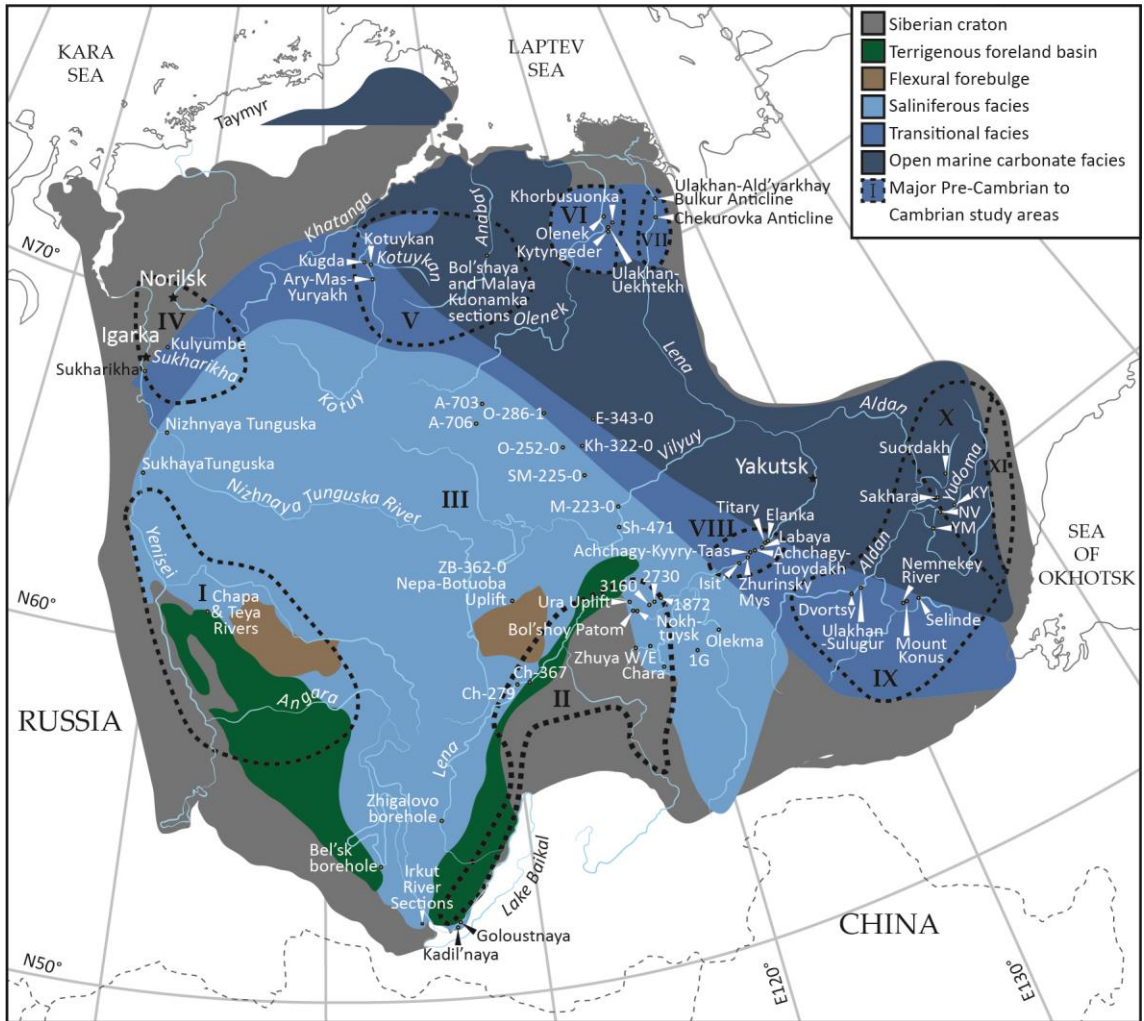 KARA
SEA
LAPTEV
SEA
Taymyr
Siberian craton
Terrigenous foreland basin
Flexural forebulge
Saliniferous facies
Transitional facies
Open marine carbonate facies
I Major Pre-Cambrian to
Cambrian study areas
N70°
Khatanga
Anabay
Kotuykan
Kugda
Kotuykan
Ary-Mas-
Yuryakh
V
Bol'shaya
and Malaya
Kuonamka
sections
Olenek
Khorbusuonka
VI
Olenek
Kytyngeder
VII
Ulakhan-
Uekhtekh
Ulakhan-Ald'yarkhay
Bulkur Anticline
Chekurovka Anticline
Norilsk
IV
Igarka
Kulyumbe
Sukharikha
Sukharikha
Kotuy
Lena
Nizhnyaya Tunguska
SukhayaTunguska
Nizhnaya Tunguska River
III
A-703
O-286-1
A-706
E-343-0
O-252-0
Kh-322-0
SM-225-0
M-223-0
Sh-471
Vilyuy
Yakutsk
Aldan
X
Suordakh
XI
Yudoma
Sakhara
KY
NV
YM
SEA
OF
OKHOTSK
Titary
Elanka
VIII
Labaya
Achchagy-Kyyry-Taas
Achchagy-
Tuoydakh
Isit
Zhurinsky
Mys
Aldan
Nemnekey
River
Dvortsy
Ulakhan-
Sulugur
Mount
Konus
Selinde
IX
Yenisei
N60°
I
Chapa
& Teya
Rivers
Angara
ZB-362-0
Nepa-Botuoba
Uplift
Ura Uplift
3160
2730
1872
Bol'shoy Patom
Nokh-
tuysk
Olekma
Zhuya W/E
Chara
1G
Ch-367
Ch-279
II
RUSSIA
Lena
Zhigalovo
borehole
Bel'sk
borehole
Irkut
River
Sections
Lake Baikal
Goloustnaya
Kadil'naya
CHINA
N50°
E120°
E130°